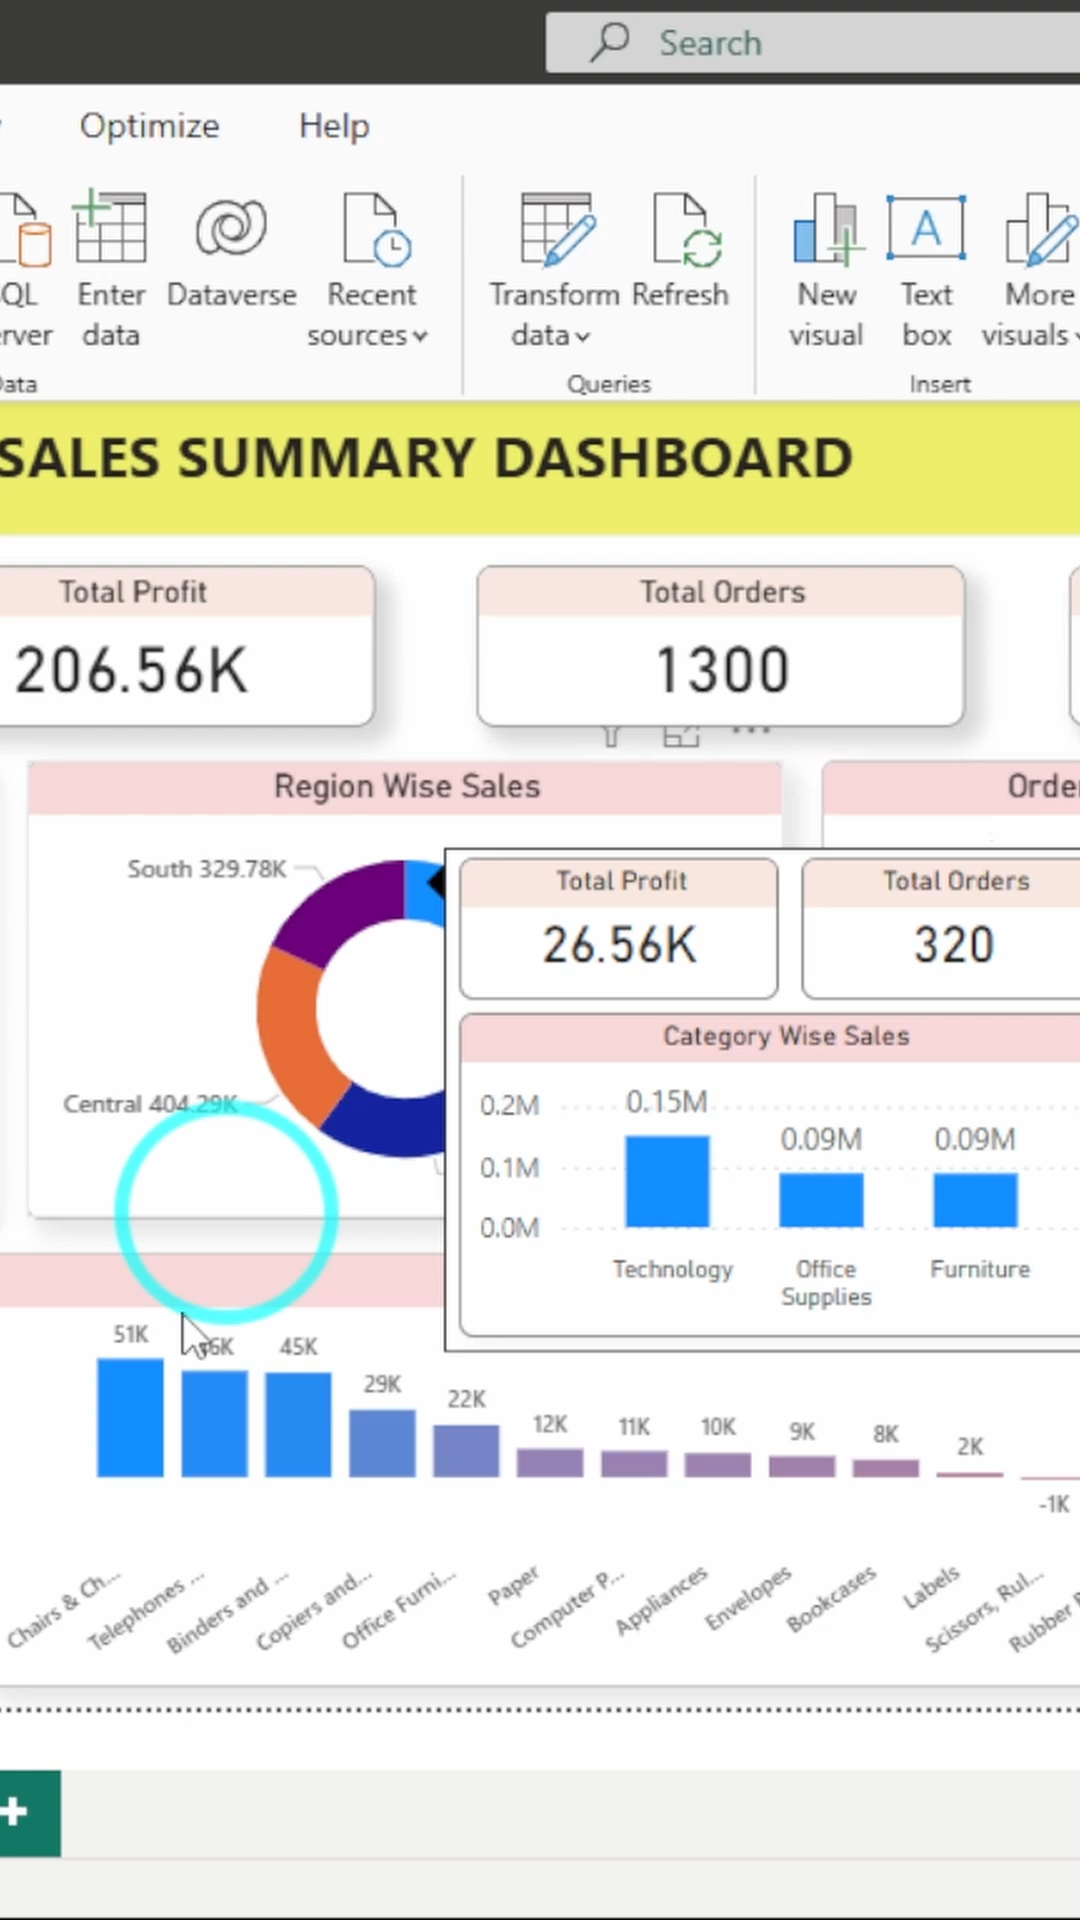 Search
Optimize
Help
Enter
data
Dataverse
Recent
sources
Transform
data
Refresh
New
visual
Text
box
More
visuals
Queries
Insert
SALES SUMMARY DASHBOARD
Total Profit
206.56K
Total Orders
1300
Region Wise Sales
South 329.78K
Central 404.29K
Total Profit
26.56K
Total Orders
320
Category Wise Sales
0.2M
0.1M
0.0M
0.15M
0.09M
0.09M
Technology
Office
Supplies
Furniture
51K
45K
29K
22K
12K
11K
10K
9K
8K
2K
-1K
Chairs & Ch...
Telephones ...
Binders and ...
Copiers and...
Office Furni...
Paper
Computer P...
Appliances
Envelopes
Bookcases
Labels
Scissors, Rul...
Rubber